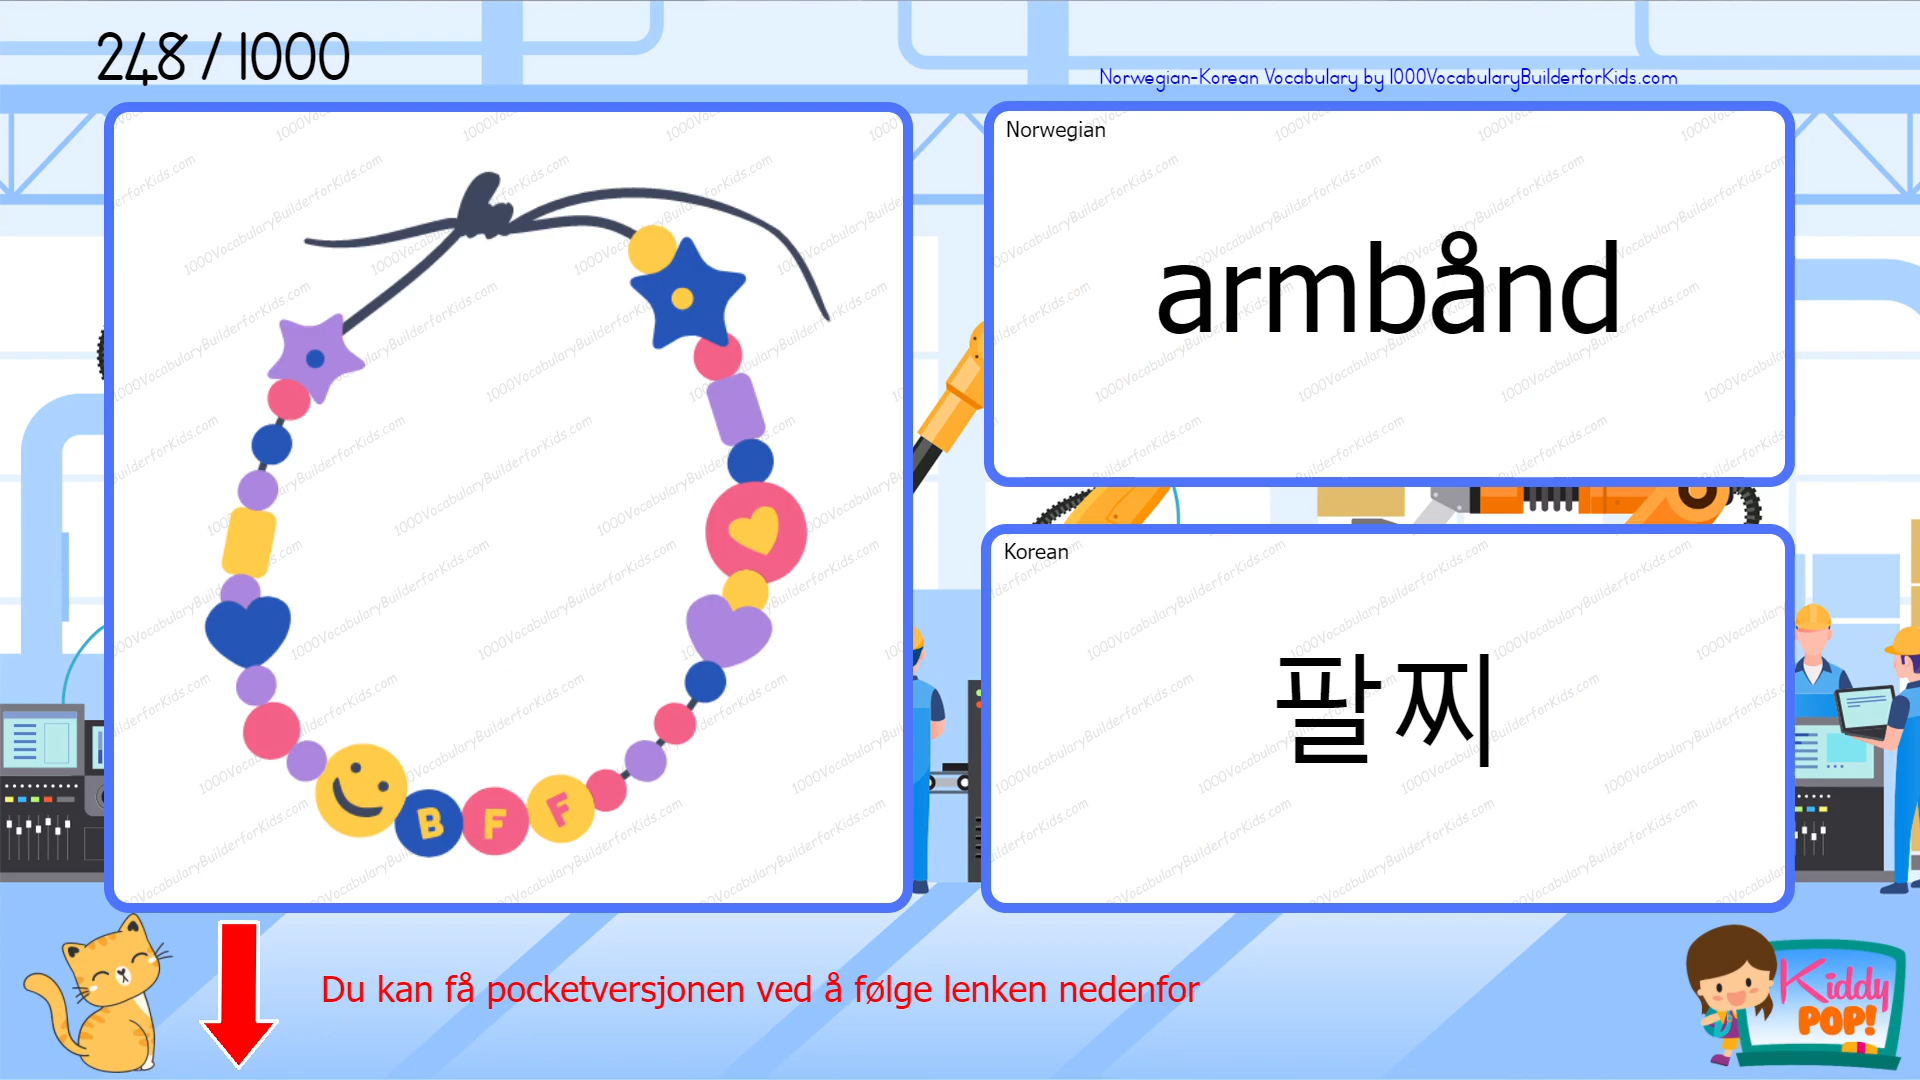 248 / 1000
Norwegian-Korean Vocabulary by 1000VocabularyBuilderforKids.com
Norwegian
armbånd
Korean
팔찌
B F F
Du kan få pocketversjonen ved å følge lenken nedenfor
Kiddy
POP!